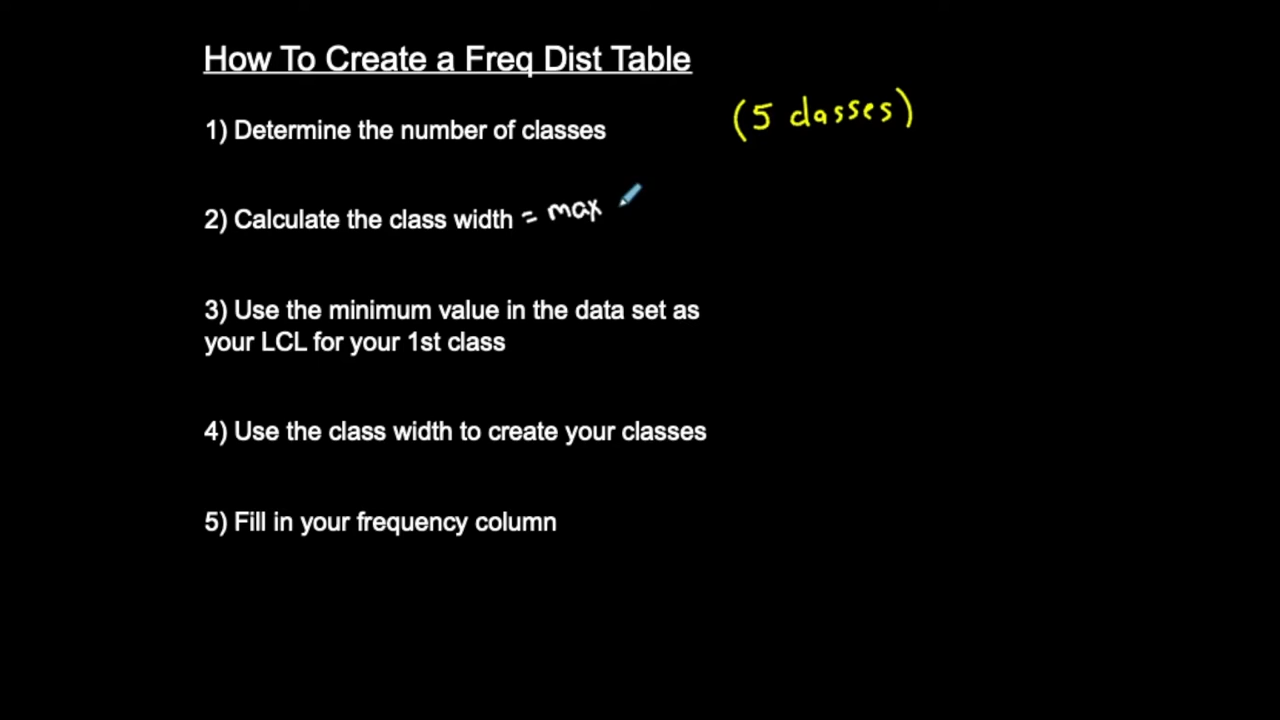 How To Create a Freq Dist Table
1) Determine the number of classes (5 classes)
2) Calculate the class width = max
3) Use the minimum value in the data set as
your LCL for your 1st class
4) Use the class width to create your classes
5) Fill in your frequency column